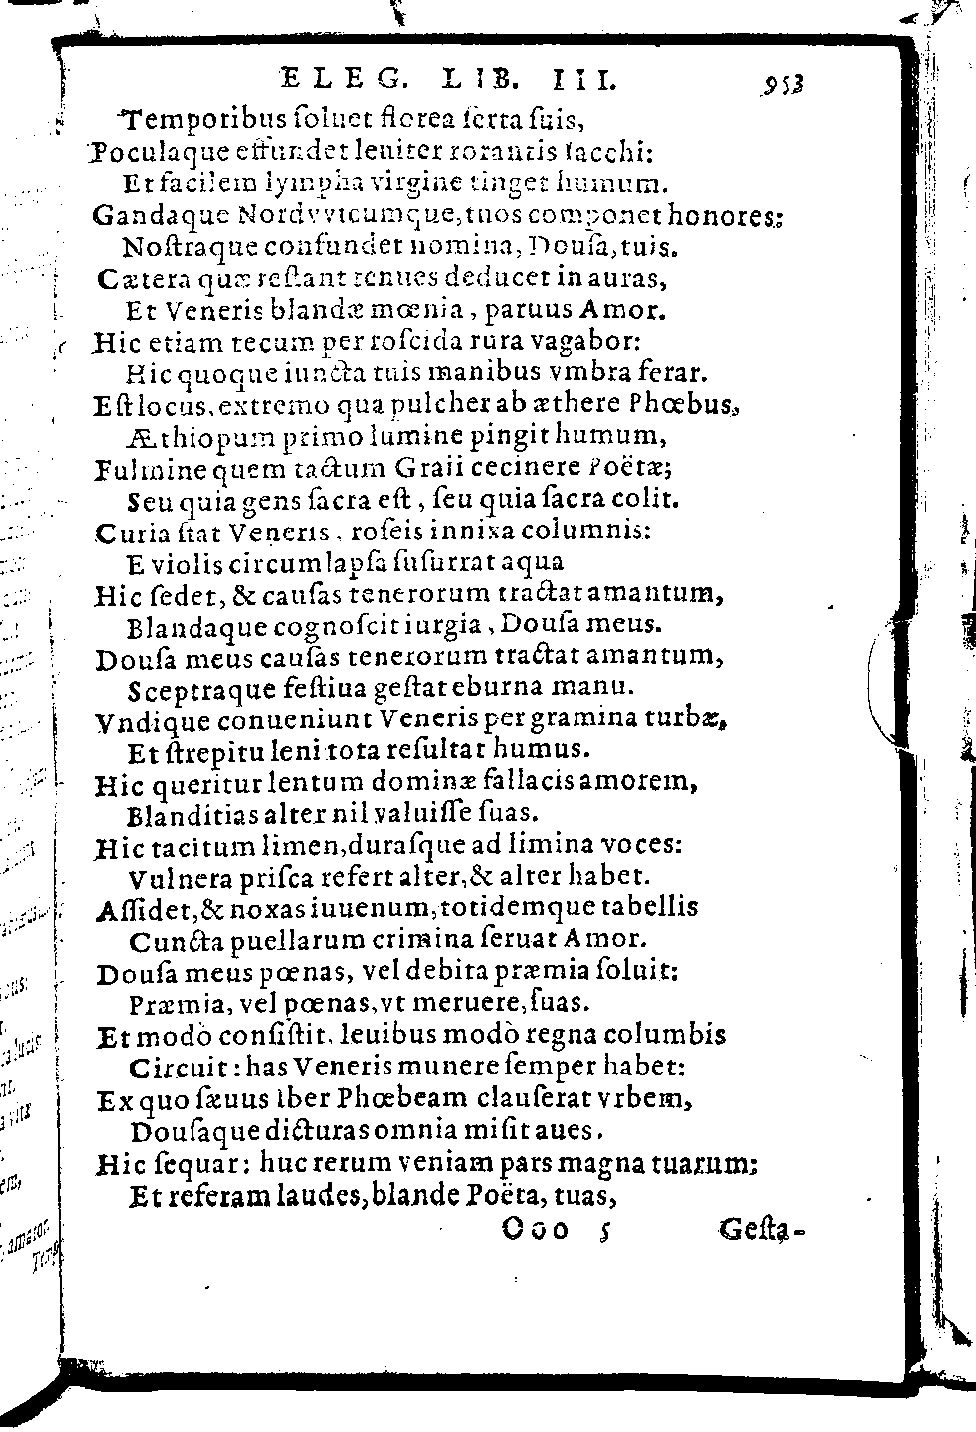 ELEG. LIB. III. 953
Temporibus ſoluet florea ſerta ſuis,
Poculaque effundet leniter rorantis Iacchi:
Et facilem lympha virgine tinget humum.
Gandaque Nordvvicumque, tuos componet honores:
Noſtraque confundet nomina, Douſa, tuis.
Cætera quæ reſtant tenues deducet in auras,
Et Veneris blandæ mœnia, paruus Amor.
Hic etiam tecum per roſcida rura vagabor:
Hic quoque iuncta tuis manibus vmbra ferar.
Eſt locus, extremo qua pulcher ab æthere Phœbus,
Æthiopum primo lumine pingit humum,
Fulmine quem tactum Graii cecinere Poëtæ;
Seu quia gens ſacra eſt, ſeu quia ſacra colit.
Curia ſtat Veneris, roſeis innixa columnis:
E violis circumlapſa ſuſurrat aqua
Hic ſedet, & cauſas tenerorum tractat amantum,
Blandaque cognoſcit iurgia, Douſa meus.
Douſa meus cauſas tenerorum tractat amantum,
Sceptraque feſtiua geſtat eburna manu.
Vndique conueniunt Veneris per gramina turbæ,
Et ſtrepitu leni tota reſultat humus.
Hic queritur lentum dominæ fallacis amorem,
Blanditias alter nil valuiſſe ſuas.
Hic tacitum limen, duraſque ad limina voces:
Vulnera priſca refert alter, & alter habet.
Aſſidet, & noxas iuuenum, totidemque tabellis
Cuncta puellarum crimina ſeruat Amor.
Douſa meus pœnas, vel debita præmia ſoluit:
Præmia, vel pœnas, vt meruere, ſuas.
Et modò conſiſtit, leuibus modò regna columbis
Circuit: has Veneris munere ſemper habet:
Ex quo ſæuus Iber Phœbeam clauſerat vrbem,
Douſaque dicturas omnia miſit aues.
Hic ſequar: huc rerum veniam pars magna tuarum;
Et referam laudes, blande Poëta, tuas,
Ooo 5 Geſta-